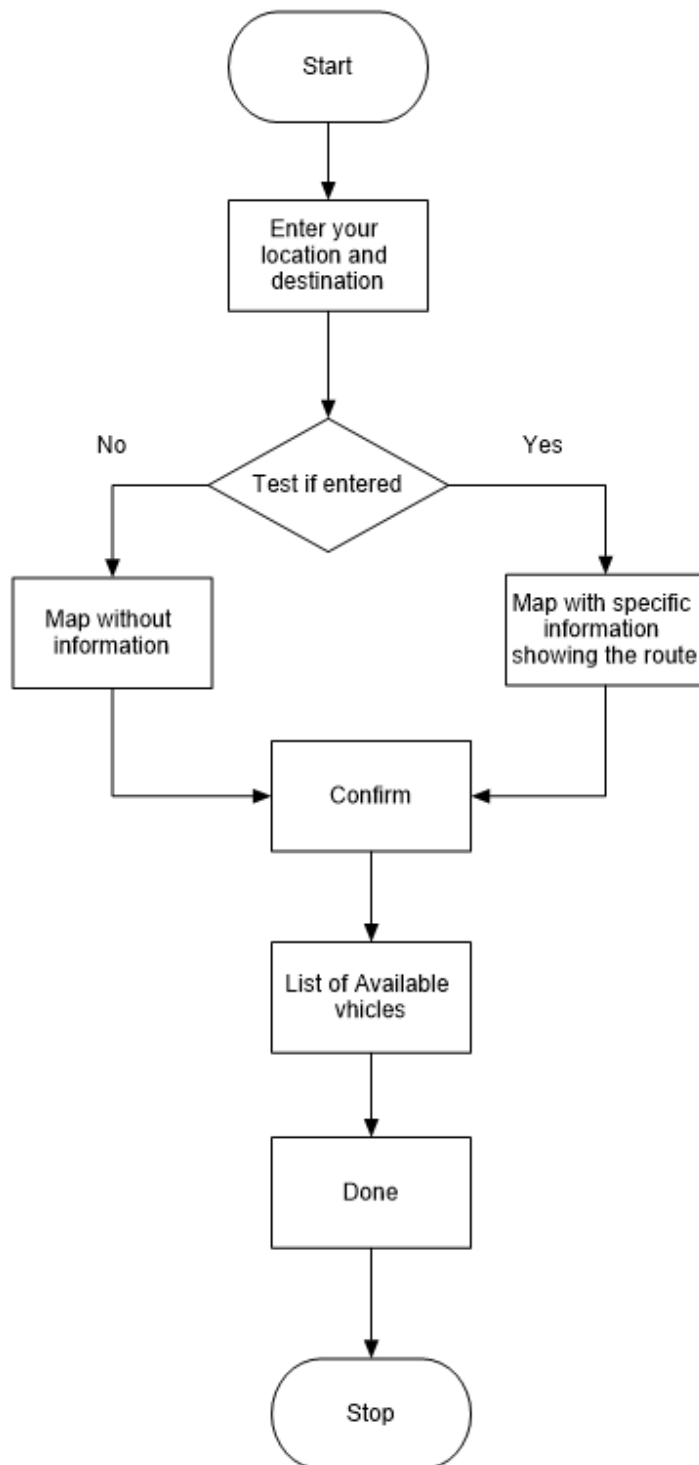 Start
Enter your
location and
destination
No
Yes
Test if entered
Map without
information
Map with specific
information
showing the route
Confirm
List of Available
vhicles
Done
Stop